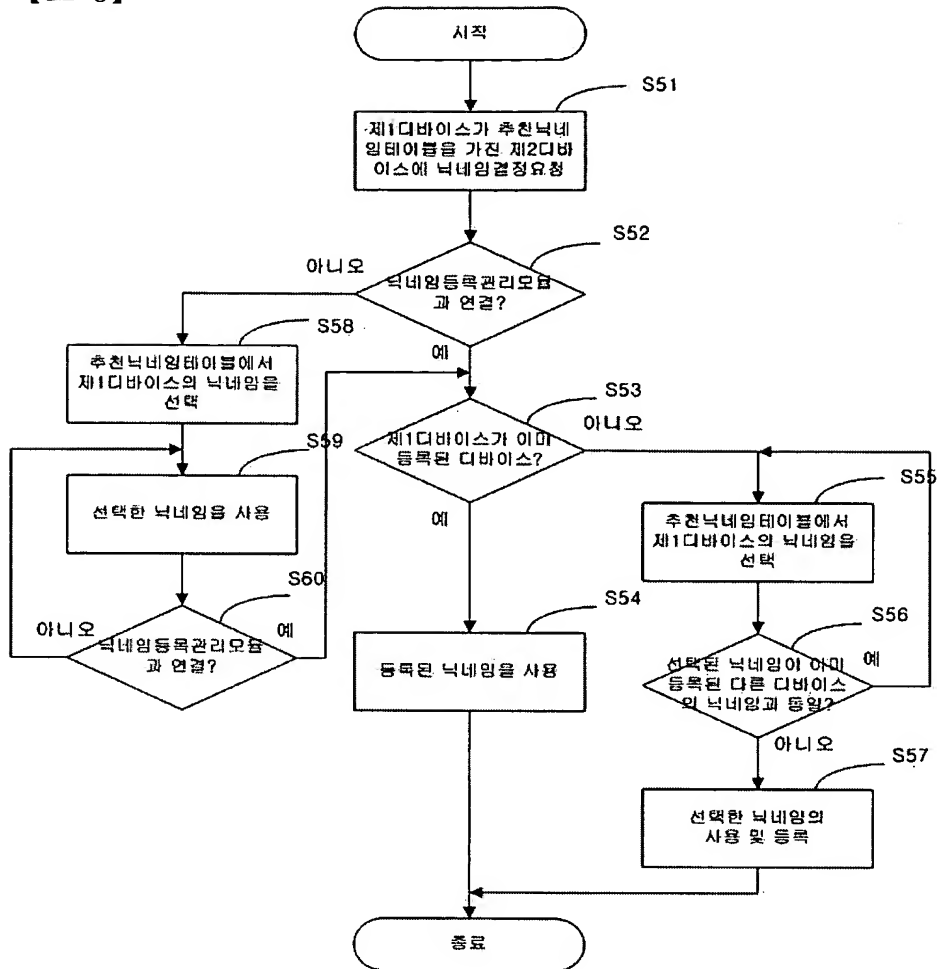 시작
S51
제1디바이스가 추천닉네
임테이블을 가진 제2디바
이스에 닉네임결정요청
S52
아니오
닉네임등록관리모듈
과 연결?
S58
예
추천닉네임테이블에서
제1디바이스의 닉네임을
선택
S53
아니오
제1디바이스가 이미
등록된 디바이스?
S59
S55
선택한 닉네임을 사용
예
추천닉네임테이블에서
제1디바이스의 닉네임을
선택
S60
S54
S56
아니오
예
닉네임등록관리모듈
과 연결?
등록된 닉네임을 사용
선택된 닉네임이 이미
등록된 다른 디바이스
의 닉네임과 동일?
예
아니오
S57
선택한 닉네임의
사용 및 등록
종료